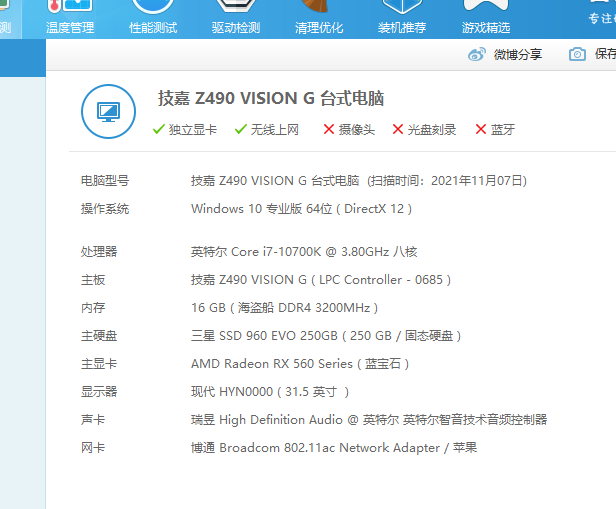 测 温度管理 性能测试 驱动检测 清理优化 装机推荐 游戏精选 专注
微博分享 保存
技嘉 Z490 VISION G 台式电脑
独立显卡 无线上网 摄像头 光盘刻录 蓝牙
电脑型号 技嘉 Z490 VISION G 台式电脑 (扫描时间：2021年11月07日)
操作系统 Windows 10 专业版 64位 ( DirectX 12 )
处理器 英特尔 Core i7-10700K @ 3.80GHz 八核
主板 技嘉 Z490 VISION G ( LPC Controller - 0685 )
内存 16 GB ( 海盗船 DDR4 3200MHz )
主硬盘 三星 SSD 960 EVO 250GB ( 250 GB / 固态硬盘 )
主显卡 AMD Radeon RX 560 Series ( 蓝宝石 )
显示器 现代 HYN0000 ( 31.5 英寸 )
声卡 瑞昱 High Definition Audio @ 英特尔 英特尔智音技术音频控制器
网卡 博通 Broadcom 802.11ac Network Adapter / 苹果